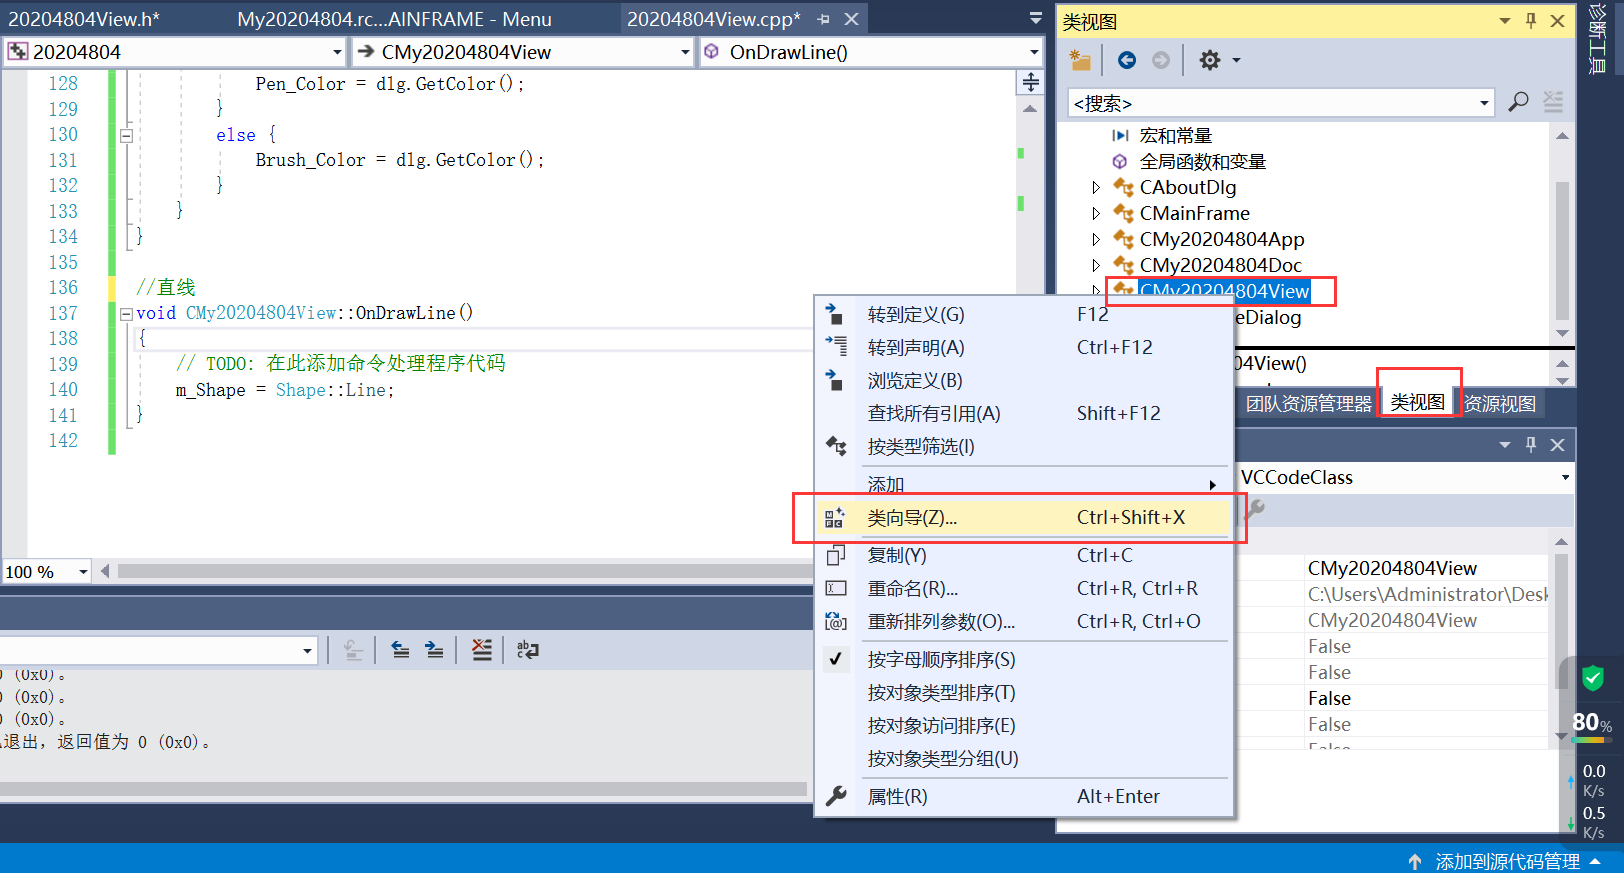 20204804View.h*
My20204804.rc...AINFRAME - Menu
20204804View.cpp*
20204804
CMy20204804View
OnDrawLine()
128 Pen_Color = dlg.GetColor();
129 }
130 else {
131 Brush_Color = dlg.GetColor();
132 }
133 }
134 }
135
136 //直线
137 void CMy20204804View::OnDrawLine()
138 {
139 // TODO: 在此添加命令处理程序代码
140 m_Shape = Shape::Line;
141 }
142
100 %
0 (0x0)。
0 (0x0)。
0 (0x0)。
退出，返回值为 0 (0x0)。
类视图
<搜索>
宏和常量
全局函数和变量
CAboutDlg
CMainFrame
CMy20204804App
CMy20204804Doc
CMy20204804View
eDialog
04View()
团队资源管理器
类视图
资源视图
转到定义(G) F12
转到声明(A) Ctrl+F12
浏览定义(B)
查找所有引用(A) Shift+F12
按类型筛选(I)
添加
类向导(Z)... Ctrl+Shift+X
复制(Y) Ctrl+C
重命名(R)... Ctrl+R, Ctrl+R
重新排列参数(O)... Ctrl+R, Ctrl+O
按字母顺序排序(S)
按对象类型排序(T)
按对象访问排序(E)
按对象类型分组(U)
属性(R) Alt+Enter
VCCodeClass
CMy20204804View
C:\Users\Administrator\Desk
CMy20204804View
False
False
False
False
False
诊断工具
80%
0.0
K/s
0.5
K/s
添加到源代码管理